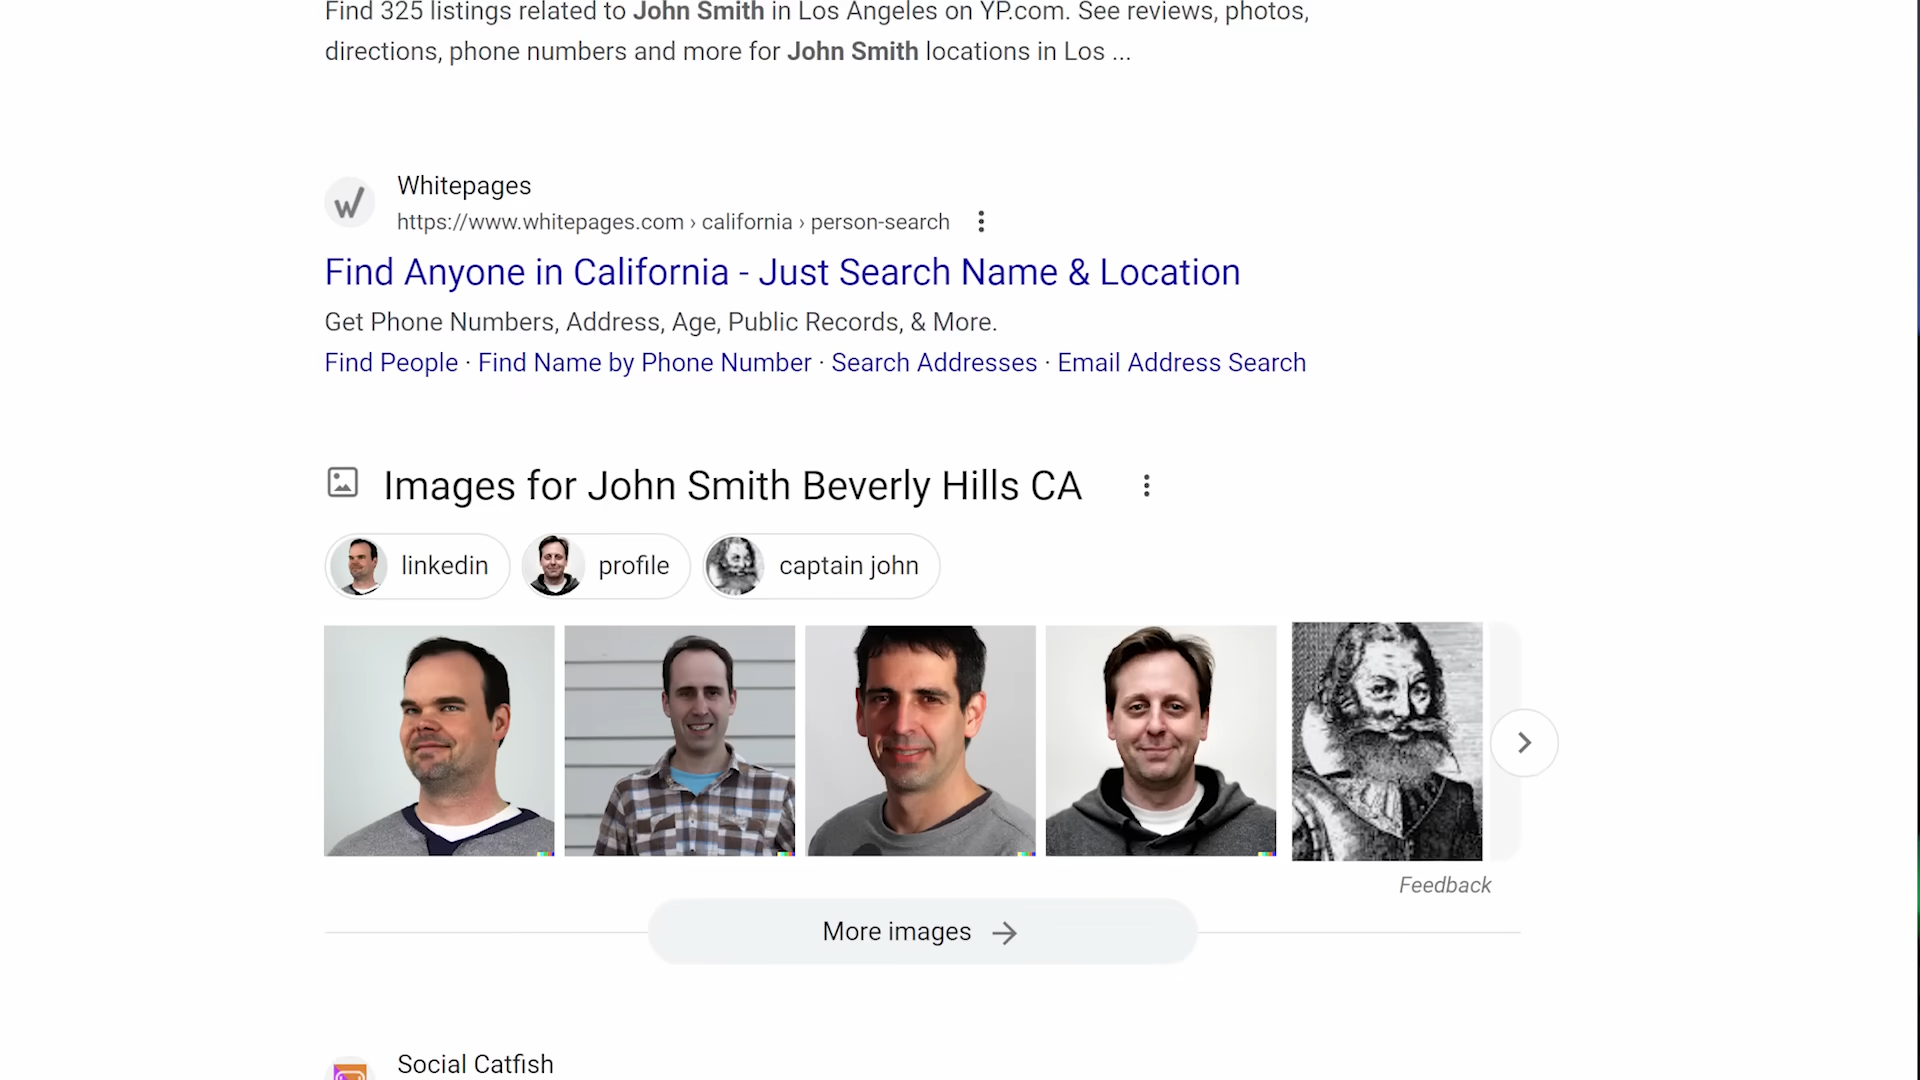 Find 325 listings related to John Smith in Los Angeles on YP.com. See reviews, photos,
directions, phone numbers and more for John Smith locations in Los ...
Whitepages
https://www.whitepages.com › california › person-search
Find Anyone in California - Just Search Name & Location
Get Phone Numbers, Address, Age, Public Records, & More.
Find People · Find Name by Phone Number · Search Addresses · Email Address Search
Images for John Smith Beverly Hills CA
linkedin profile captain john
Feedback
More images
Social Catfish